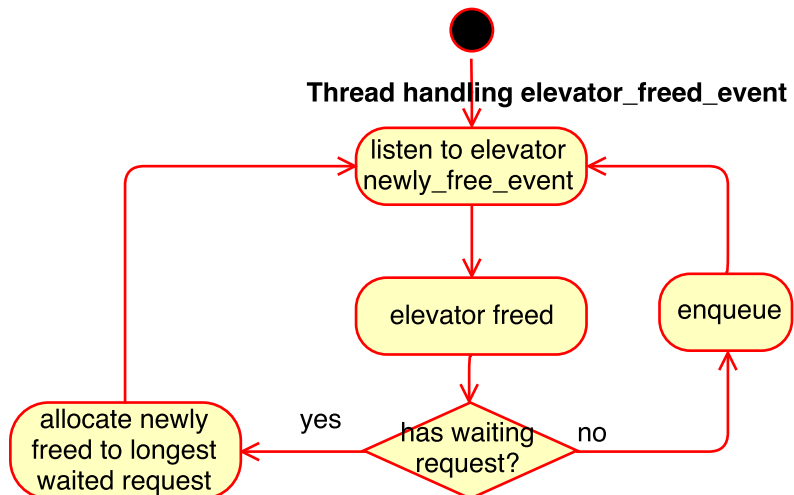 Thread handling elevator_freed_event
listen to elevator
newly_free_event
elevator freed
enqueue
allocate newly
freed to longest
waited request
yes
has waiting
request?
no